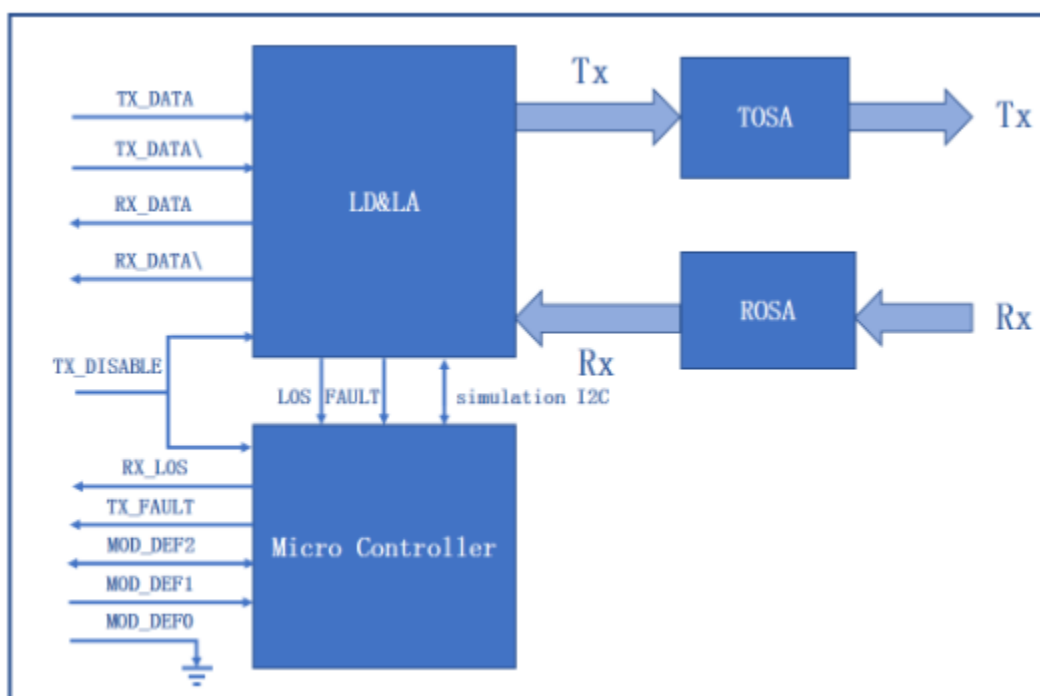 Tx
TX_DATA
TOSA
Tx
TX_DATA\
LD&LA
RX_DATA
RX_DATA\
ROSA
Rx
Rx
TX_DISABLE
LOS FAULT simulation I2C
RX_LOS
TX_FAULT
MOD_DEF2
Micro Controller
MOD_DEF1
MOD_DEF0